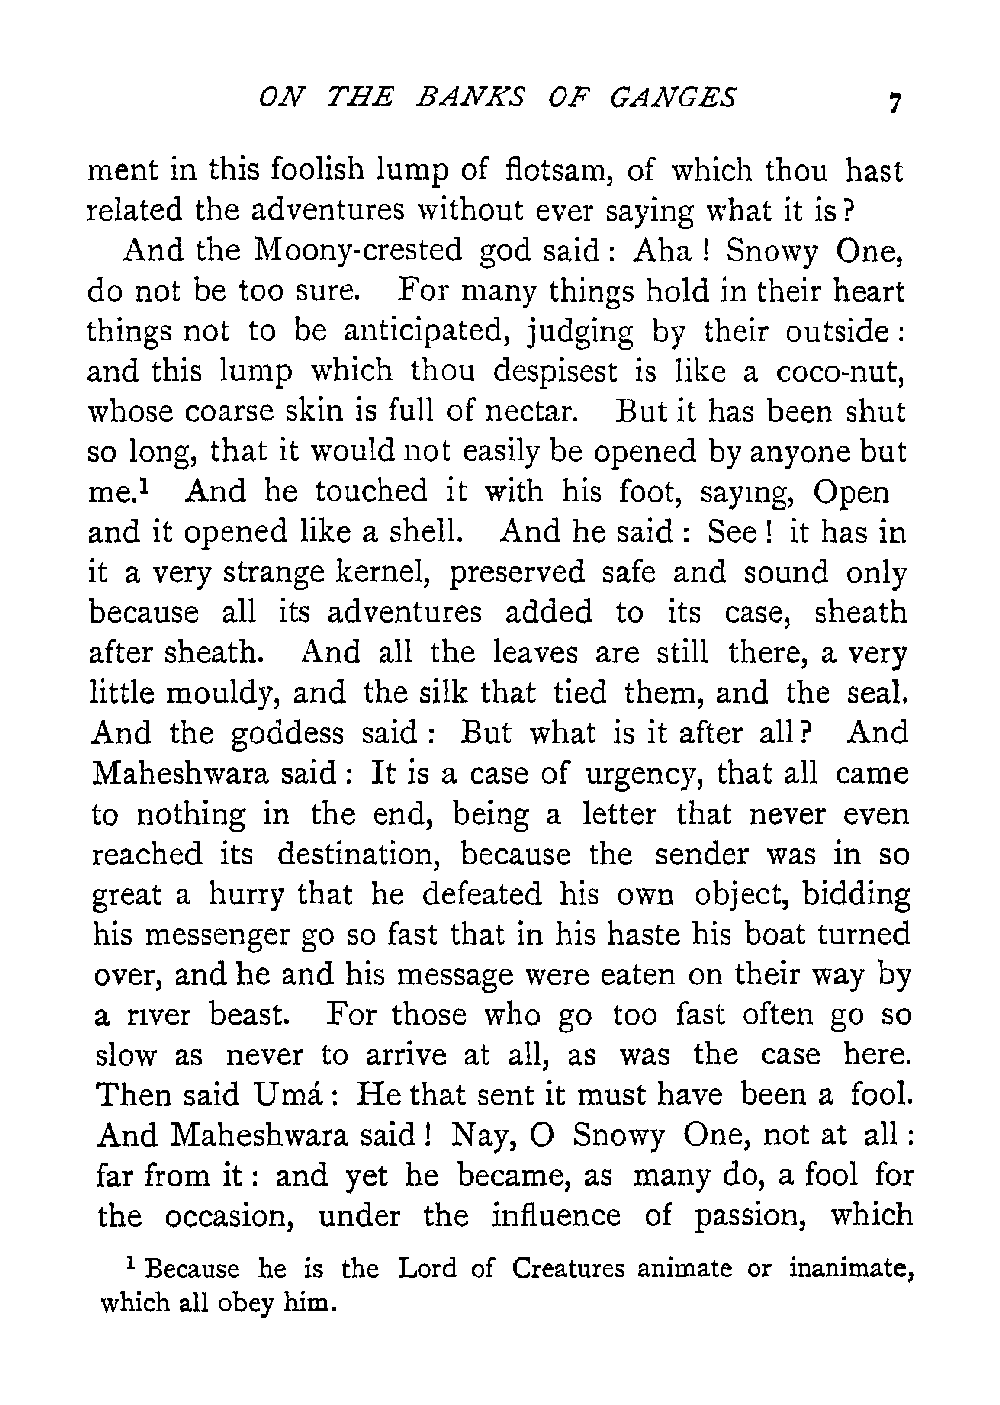 ON THE BANKS OF GANGES 7
ment in this foolish lump of flotsam, of which thou hast
related the adventures without ever saying what it is?
And the Moony-crested god said: Aha! Snowy One,
do not be too sure. For many things hold in their heart
things not to be anticipated, judging by their outside:
and this lump which thou despisest is like a coco-nut,
whose coarse skin is full of nectar. But it has been shut
so long, that it would not easily be opened by anyone but
me.¹ And he touched it with his foot, saying, Open
and it opened like a shell. And he said: See! it has in
it a very strange kernel, preserved safe and sound only
because all its adventures added to its case, sheath
after sheath. And all the leaves are still there, a very
little mouldy, and the silk that tied them, and the seal.
And the goddess said: But what is it after all? And
Maheshwara said: It is a case of urgency, that all came
to nothing in the end, being a letter that never even
reached its destination, because the sender was in so
great a hurry that he defeated his own object, bidding
his messenger go so fast that in his haste his boat turned
over, and he and his message were eaten on their way by
a river beast. For those who go too fast often go so
slow as never to arrive at all, as was the case here.
Then said Umá: He that sent it must have been a fool.
And Maheshwara said! Nay, O Snowy One, not at all:
far from it: and yet he became, as many do, a fool for
the occasion, under the influence of passion, which
¹ Because he is the Lord of Creatures animate or inanimate,
which all obey him.